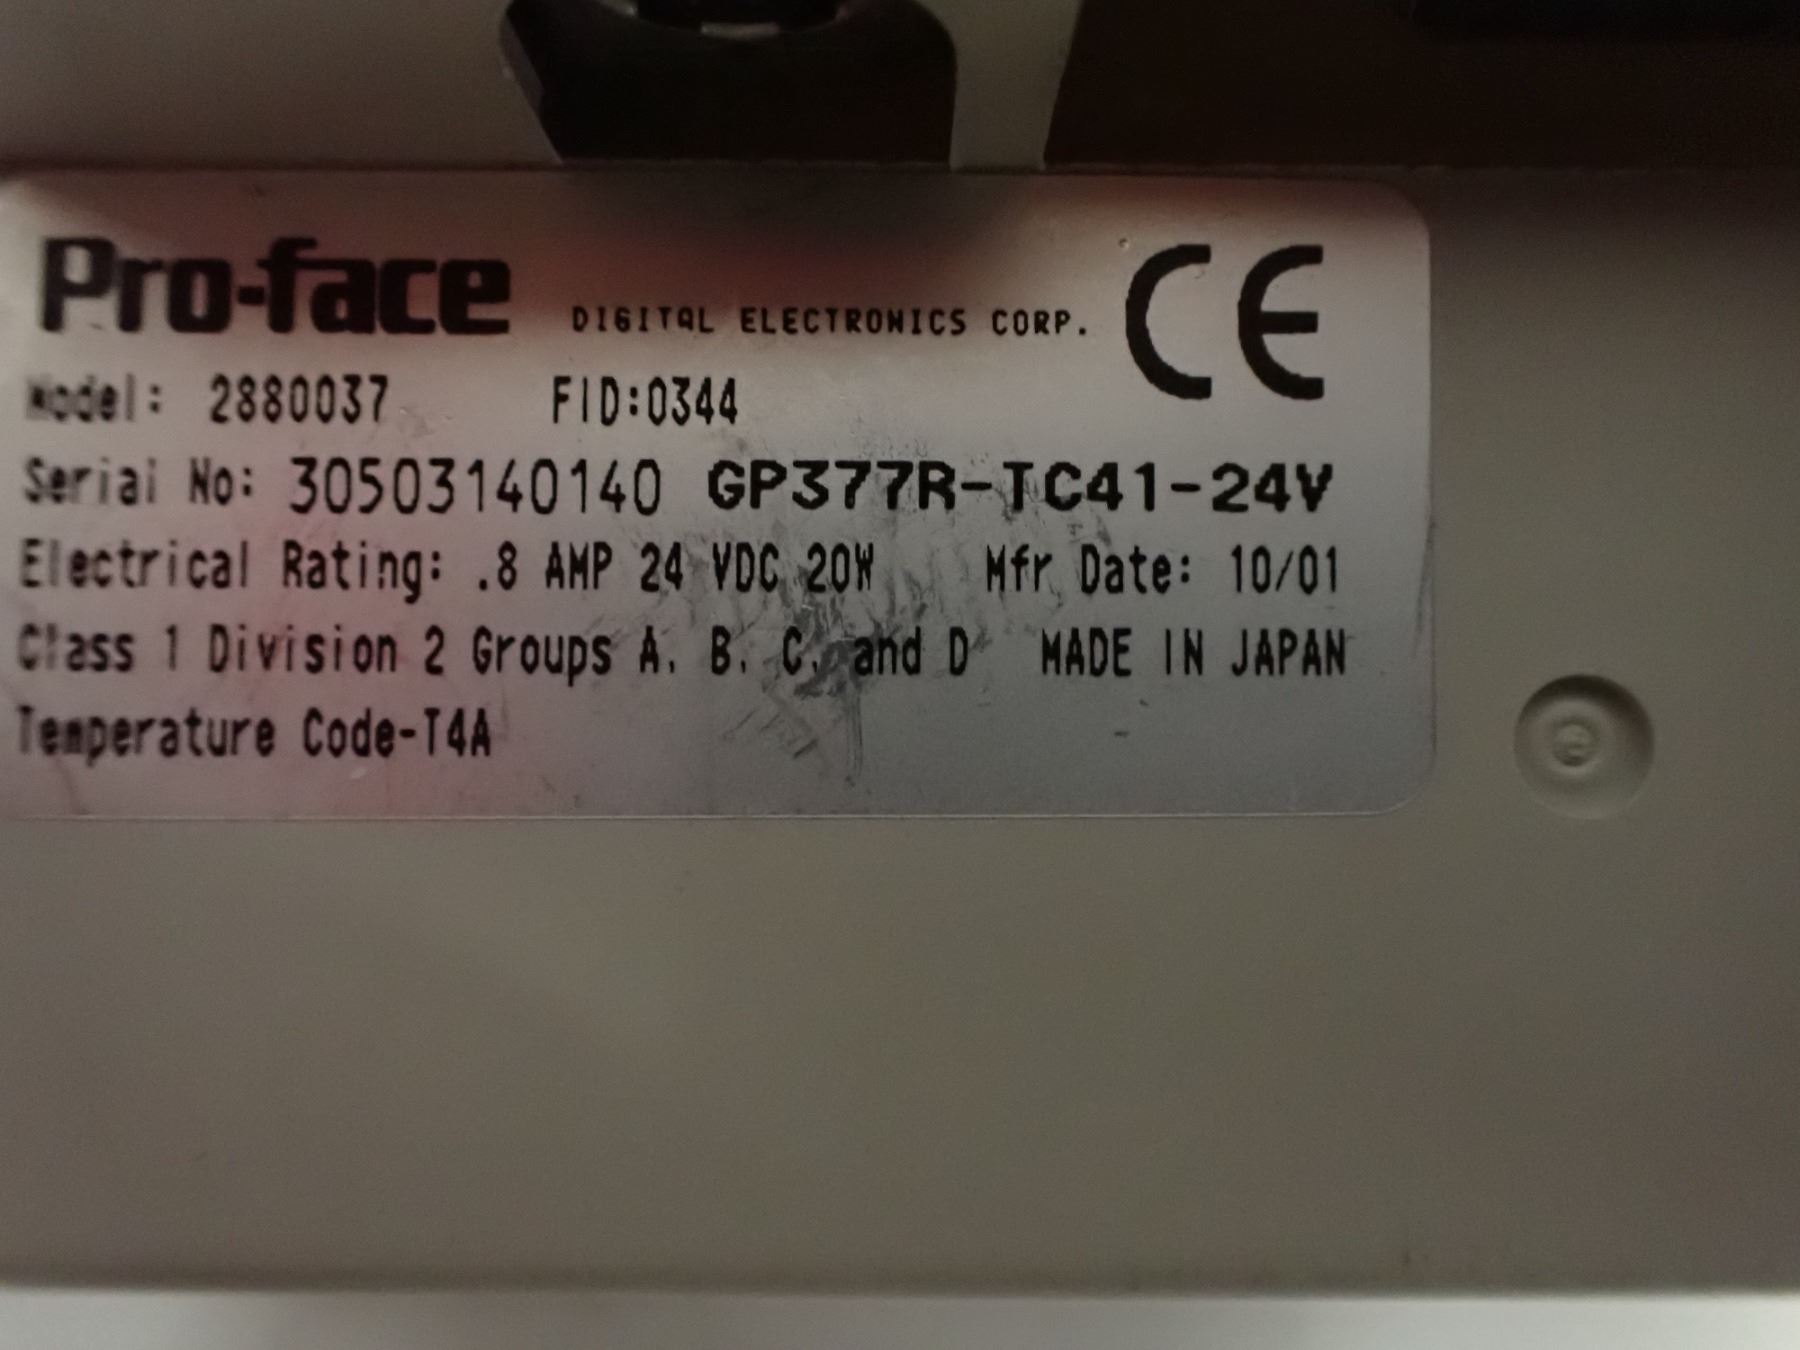 Pro-face DIGITAL ELECTRONICS CORP. CE
Model: 2880037 FID:0344
Serial No: 30503140140 GP377R-TC41-24V
Electrical Rating: .8 AMP 24 VDC 20W Mfr Date: 10/01
Class 1 Division 2 Groups A, B, C, and D MADE IN JAPAN
Temperature Code-T4A